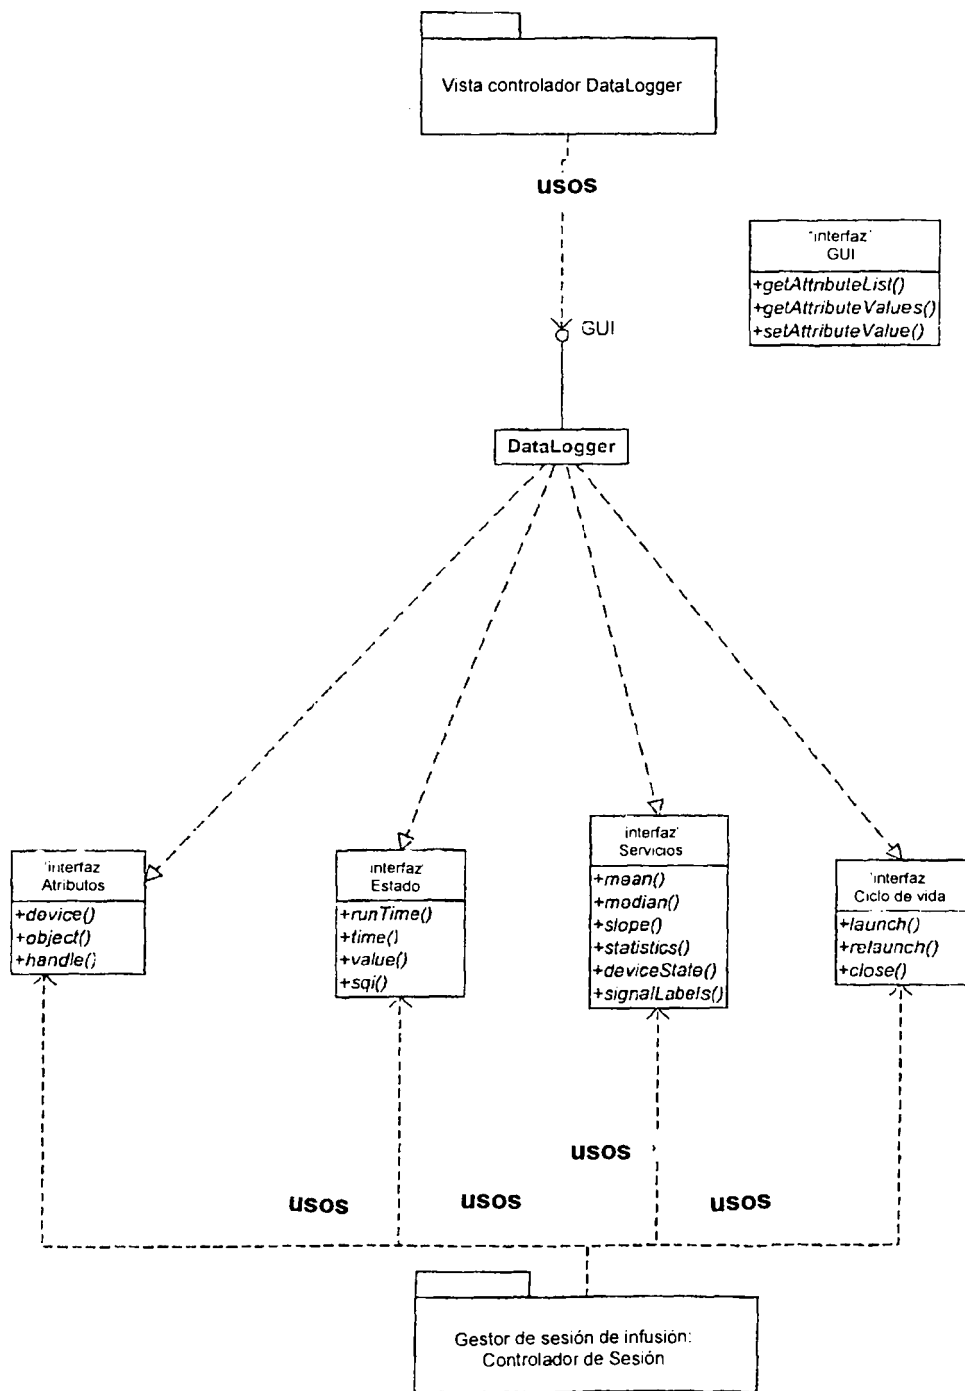 Vista controlador DataLogger
usos
"interfaz"
GUI
+getAttributeList()
+getAttributeValues()
+setAttributeValue()
GUI
DataLogger
"interfaz
Atributos
+device()
+object()
+handle()
interfaz'
Estado
+runTime()
+time()
+value()
+sqi()
interfaz'
Servicios
+mean()
+median()
+slope()
+statistics()
+deviceState()
+signalLabels()
"interfaz
Ciclo de vida
+launch()
+relaunch()
+close()
usos
usos
usos
usos
Gestor de sesión de infusión:
Controlador de Sesión